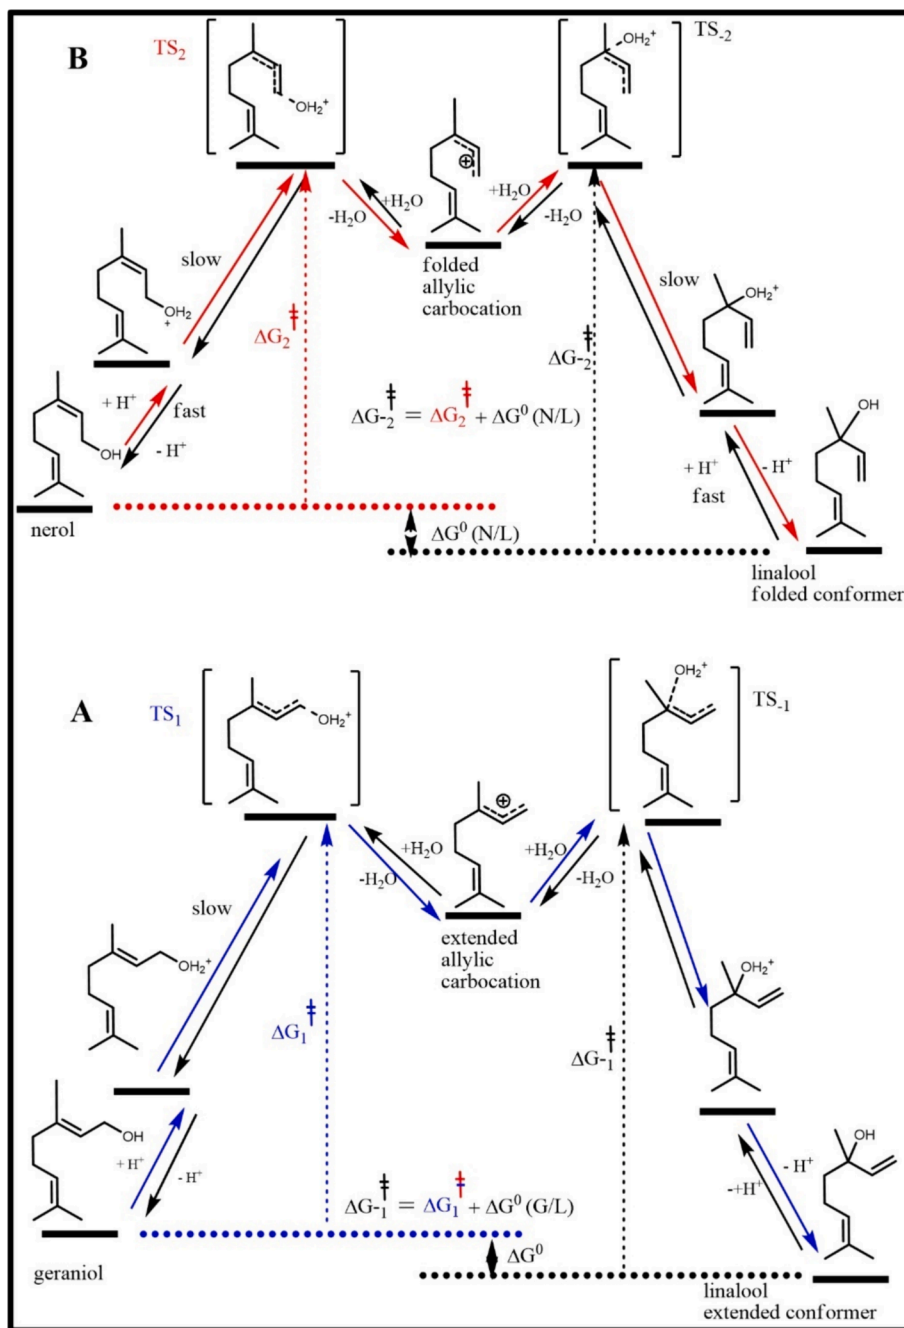 B
TS2
OH2+
OH2+
TS-2
+H2O
-H2O
+H2O
-H2O
slow
folded
allylic
carbocation
slow
OH2
+
OH2+
ΔG2‡
ΔG-2‡
+ H+
fast
- H+
ΔG-2‡ = ΔG2‡ + ΔG0 (N/L)
OH
OH
+ H+
- H+
fast
nerol
ΔG0 (N/L)
linalool
folded conformer
A
TS1
OH2+
OH2+
TS-1
+H2O
-H2O
+H2O
-H2O
slow
extended
allylic
carbocation
OH2+
OH2+
ΔG1‡
ΔG-1‡
OH
+ H+
- H+
OH
- H+
-+H+
ΔG-1‡ = ΔG1‡ + ΔG0 (G/L)
geraniol
ΔG0
linalool
extended conformer